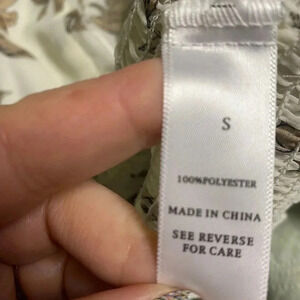 S
100%POLYESTER
MADE IN CHINA
SEE REVERSE
FOR CARE